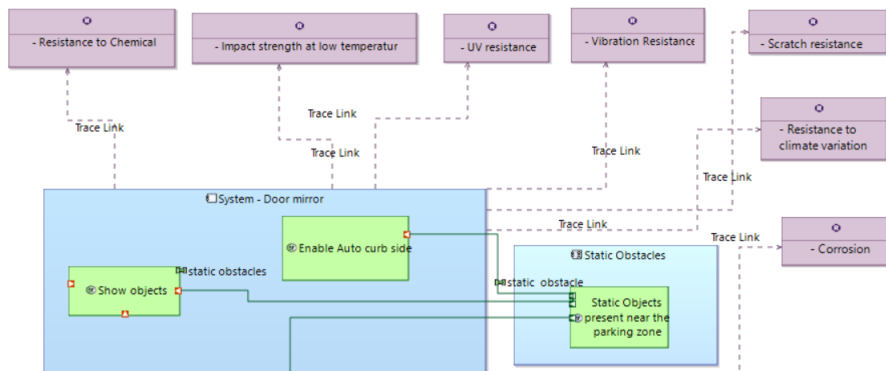 - Resistance to Chemical
- Impact strength at low temperatur
- UV resistance
- Vibration Resistance
- Scratch resistance
Trace Link
Trace Link
Trace Link
Trace Link
- Resistance to
climate variation
Trace Link
Trace Link
Trace Link
- Corrosion
System - Door mirror
Enable Auto curb side
Static Obstacles
static obstacles
Show objects
static obstacle
Static Objects
present near the
parking zone